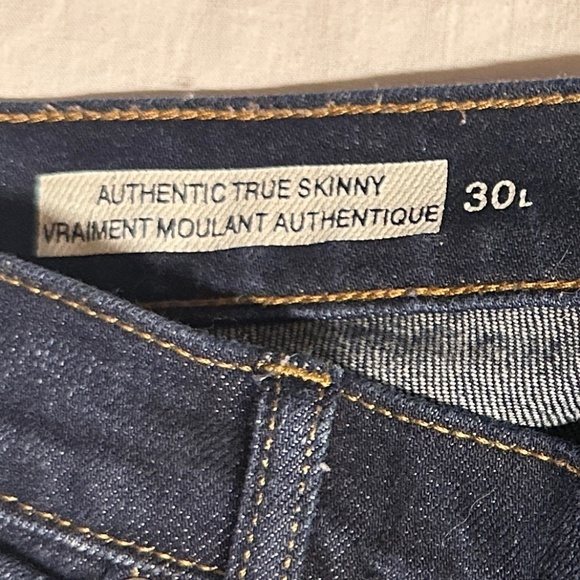 AUTHENTIC TRUE SKINNY
VRAIMENT MOULANT AUTHENTIQUE
30L